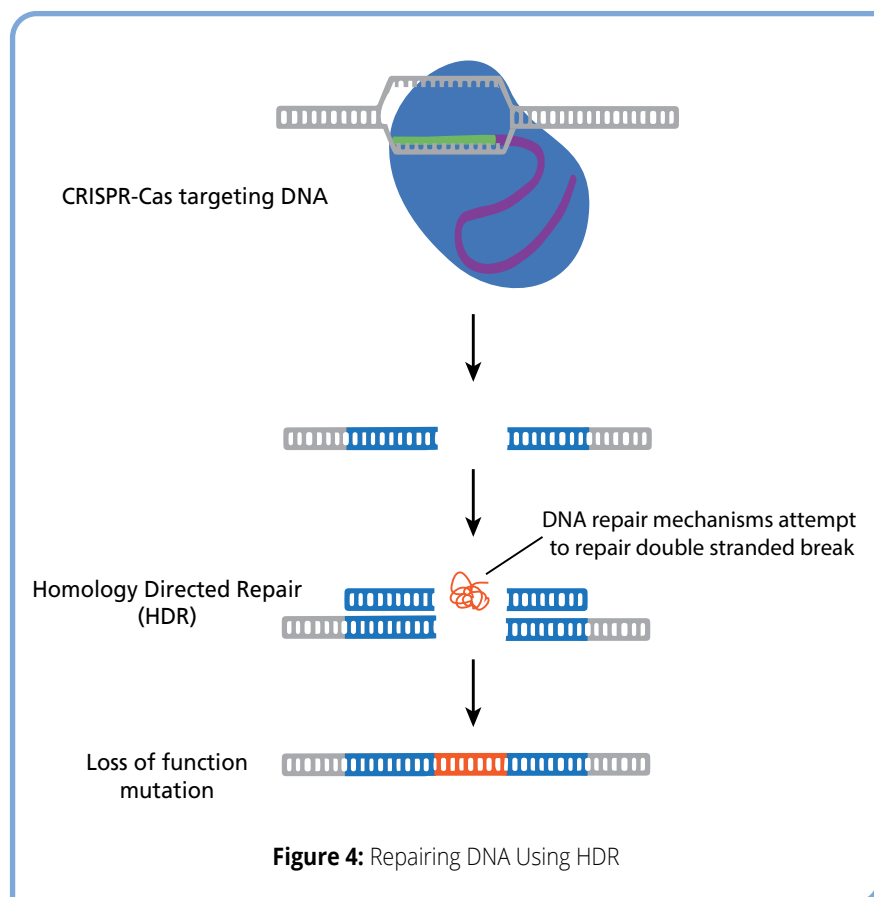 CRISPR-Cas targeting DNA
DNA repair mechanisms attempt
to repair double stranded break
Homology Directed Repair
(HDR)
Loss of function
mutation
Figure 4: Repairing DNA Using HDR